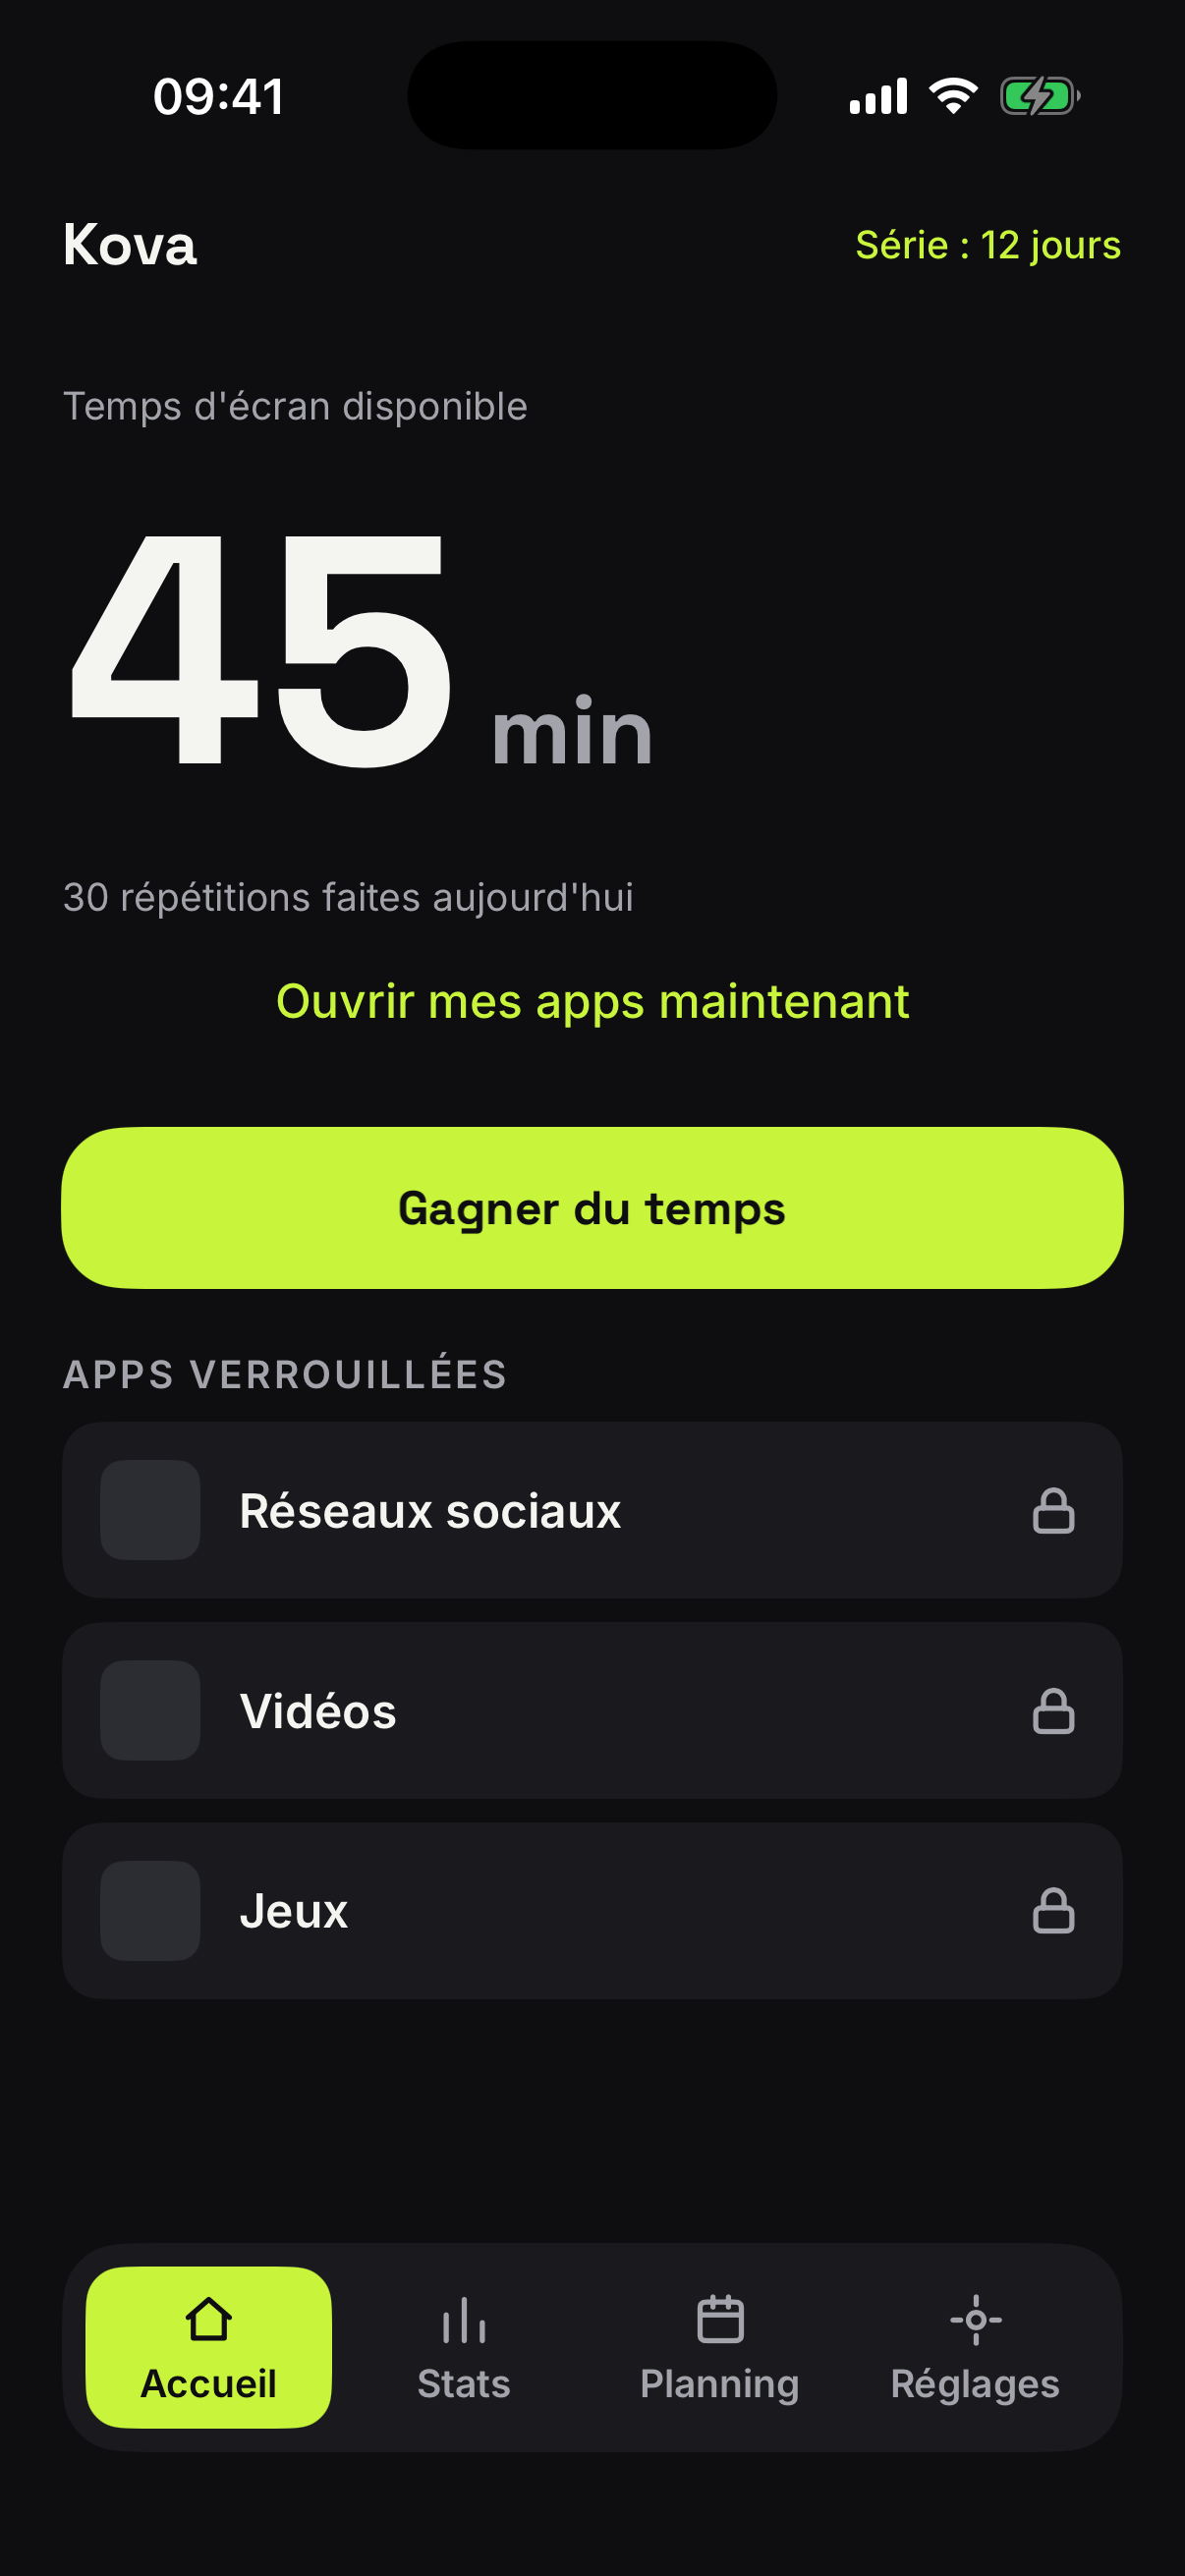 09:41
Kova
Série : 12 jours
Temps d'écran disponible
45 min
30 répétitions faites aujourd'hui
Ouvrir mes apps maintenant
Gagner du temps
APPS VERROUILLÉES
Réseaux sociaux
Vidéos
Jeux
Accueil
Stats
Planning
Réglages